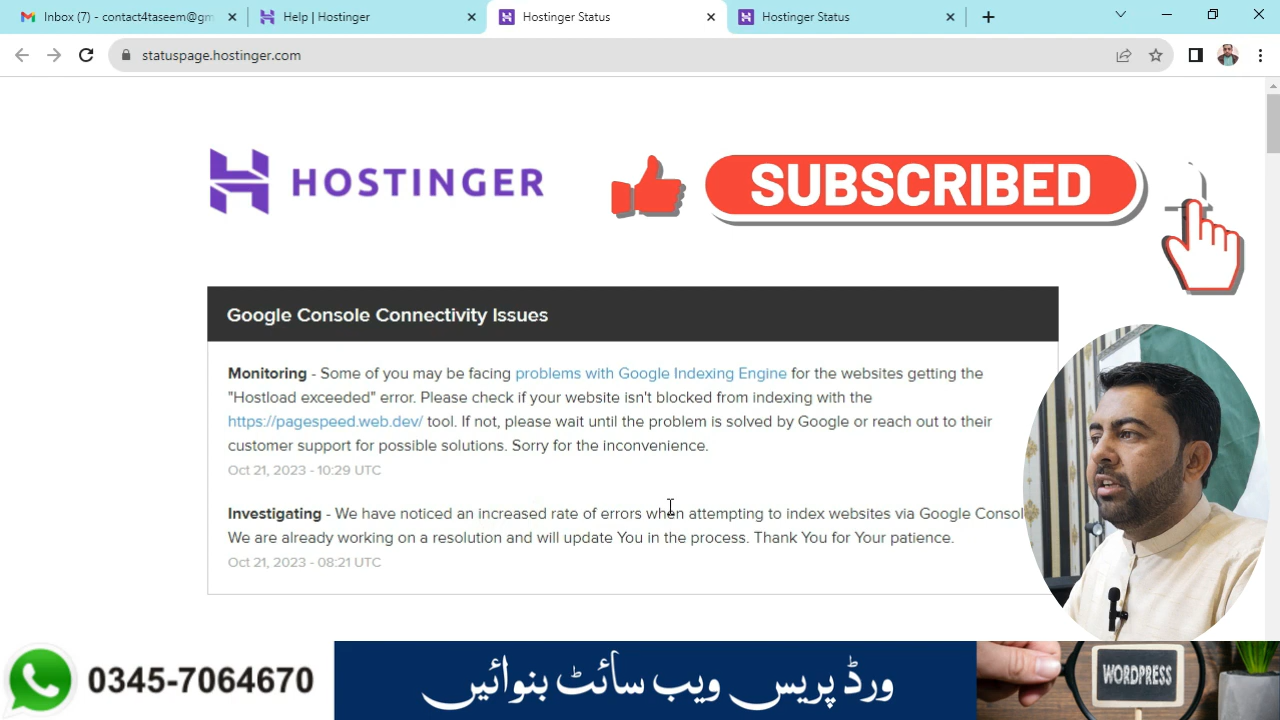 Inbox (7) - contact4taseem@gm
Help | Hostinger
Hostinger Status
Hostinger Status
statuspage.hostinger.com
HOSTINGER
SUBSCRIBED
Google Console Connectivity Issues
Monitoring - Some of you may be facing problems with Google Indexing Engine for the websites getting the
"Hostload exceeded" error. Please check if your website isn't blocked from indexing with the
https://pagespeed.web.dev/ tool. If not, please wait until the problem is solved by Google or reach out to their
customer support for possible solutions. Sorry for the inconvenience.
Oct 21, 2023 - 10:29 UTC
Investigating - We have noticed an increased rate of errors when attempting to index websites via Google Consol
We are already working on a resolution and will update You in the process. Thank You for Your patience.
Oct 21, 2023 - 08:21 UTC
0345-7064670
ورڈ پریس ویب سائٹ بنوائیں
WORDPRESS